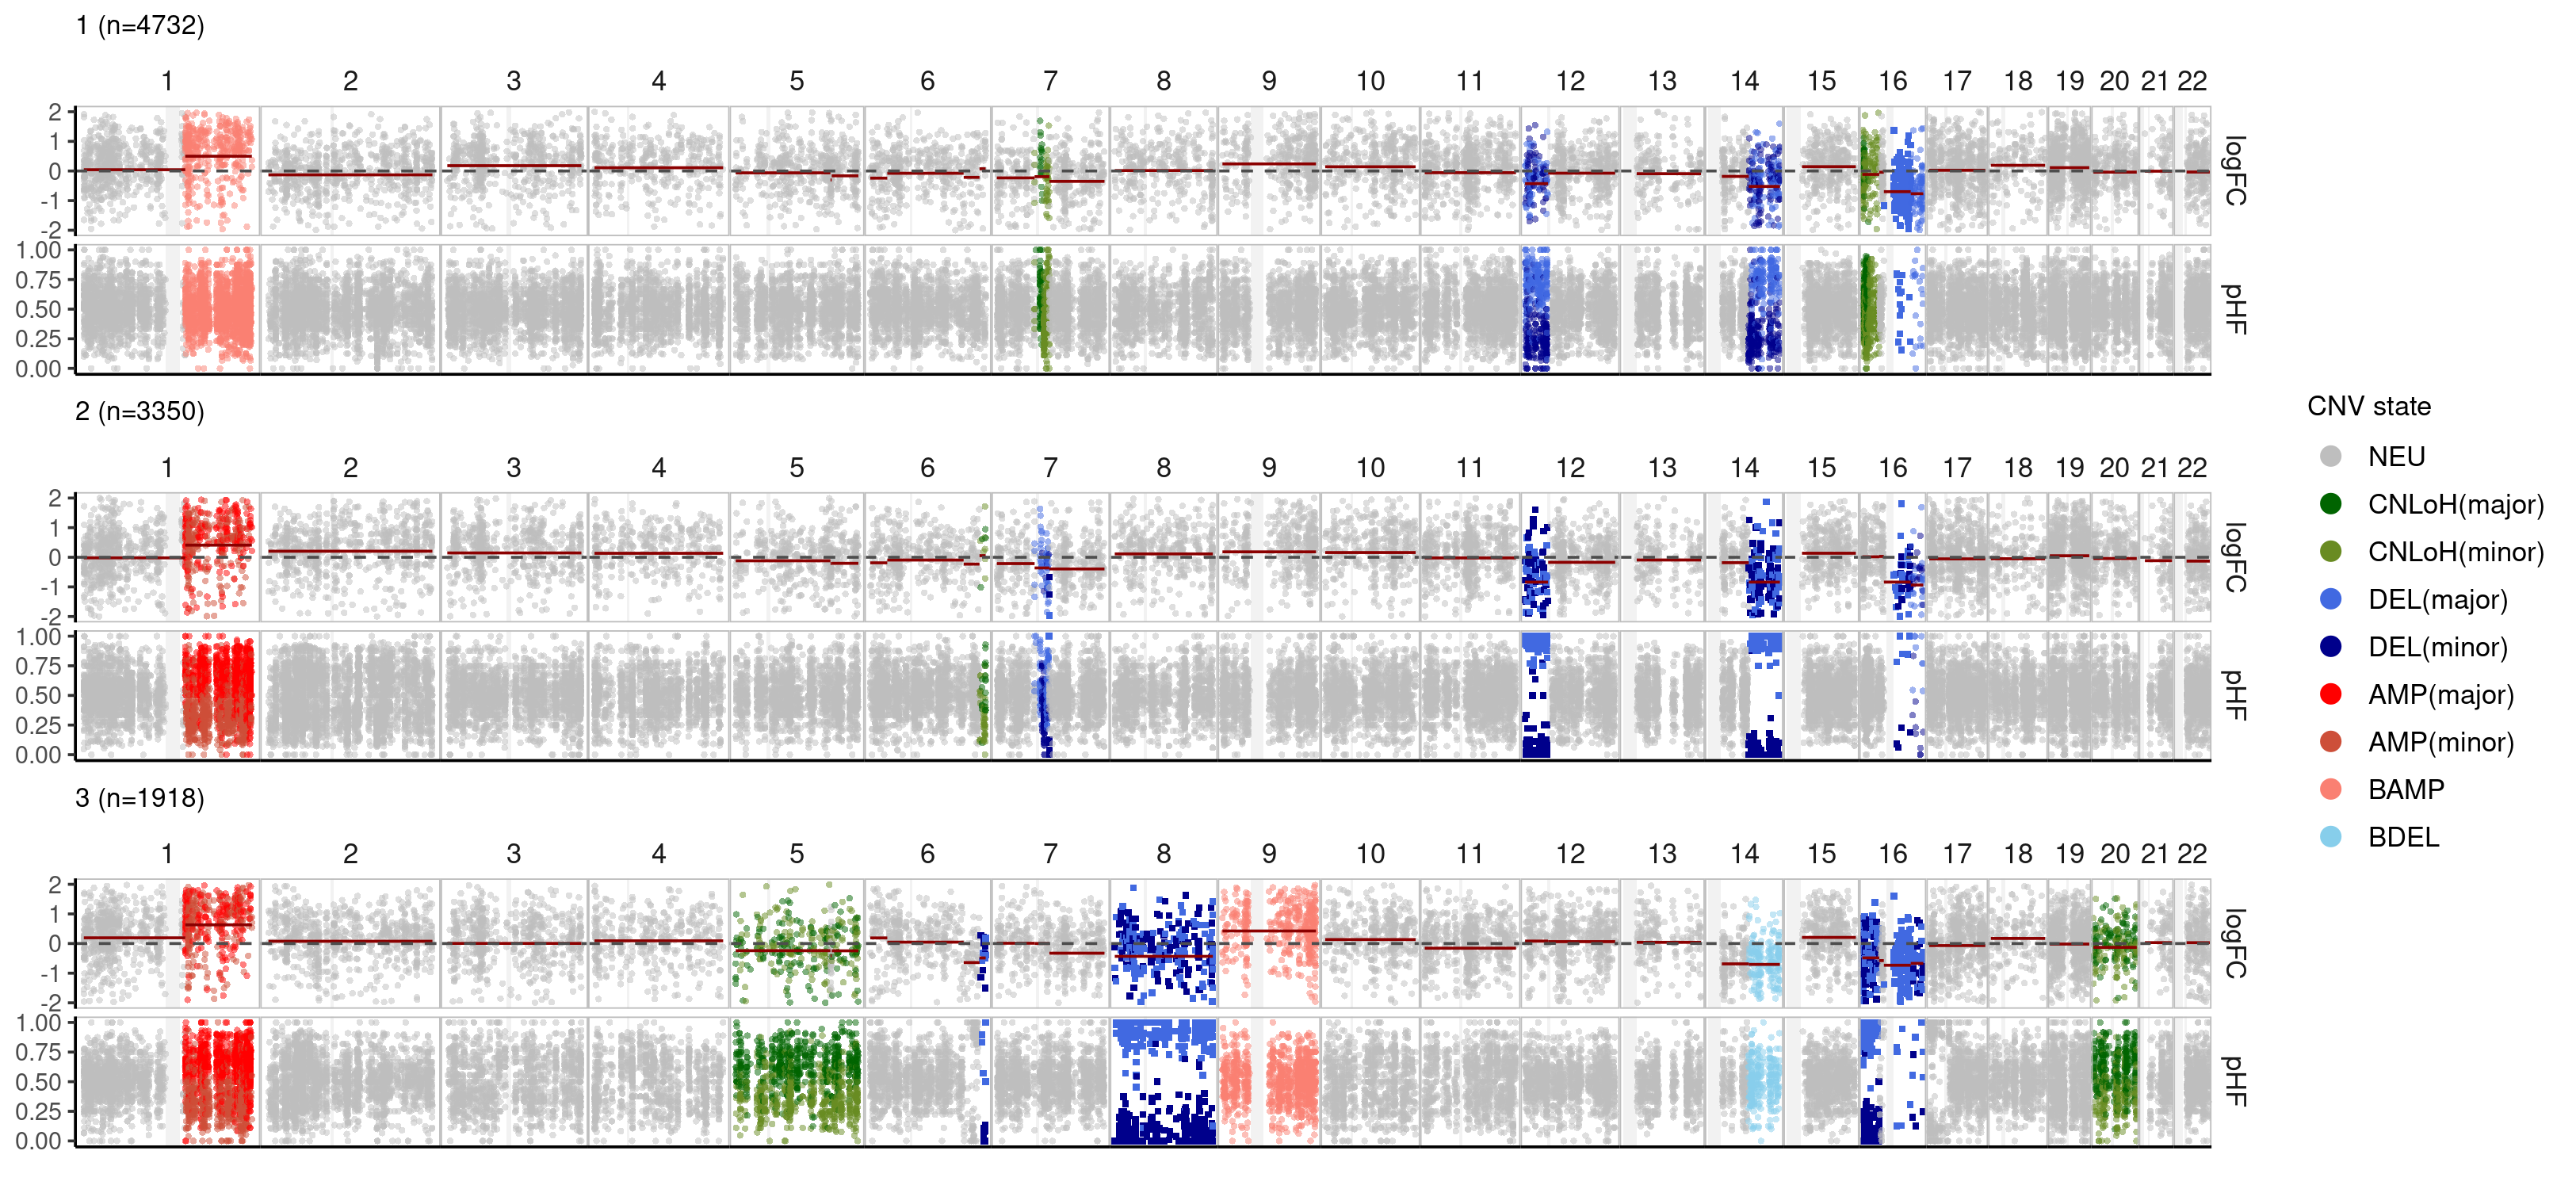 1 (n=4732)
1 2 3 4 5 6 7 8 9 10 11 12 13 14 15 16 17 18 19 20 21 22
2
1
0
-1
-2
logFC
1.00
0.75
0.50
0.25
0.00
pHF
2 (n=3350)
1 2 3 4 5 6 7 8 9 10 11 12 13 14 15 16 17 18 19 20 21 22
2
1
0
-1
-2
logFC
1.00
0.75
0.50
0.25
0.00
pHF
3 (n=1918)
1 2 3 4 5 6 7 8 9 10 11 12 13 14 15 16 17 18 19 20 21 22
2
1
0
-1
-2
logFC
1.00
0.75
0.50
0.25
0.00
pHF
CNV state
NEU
CNLoH(major)
CNLoH(minor)
DEL(major)
DEL(minor)
AMP(major)
AMP(minor)
BAMP
BDEL